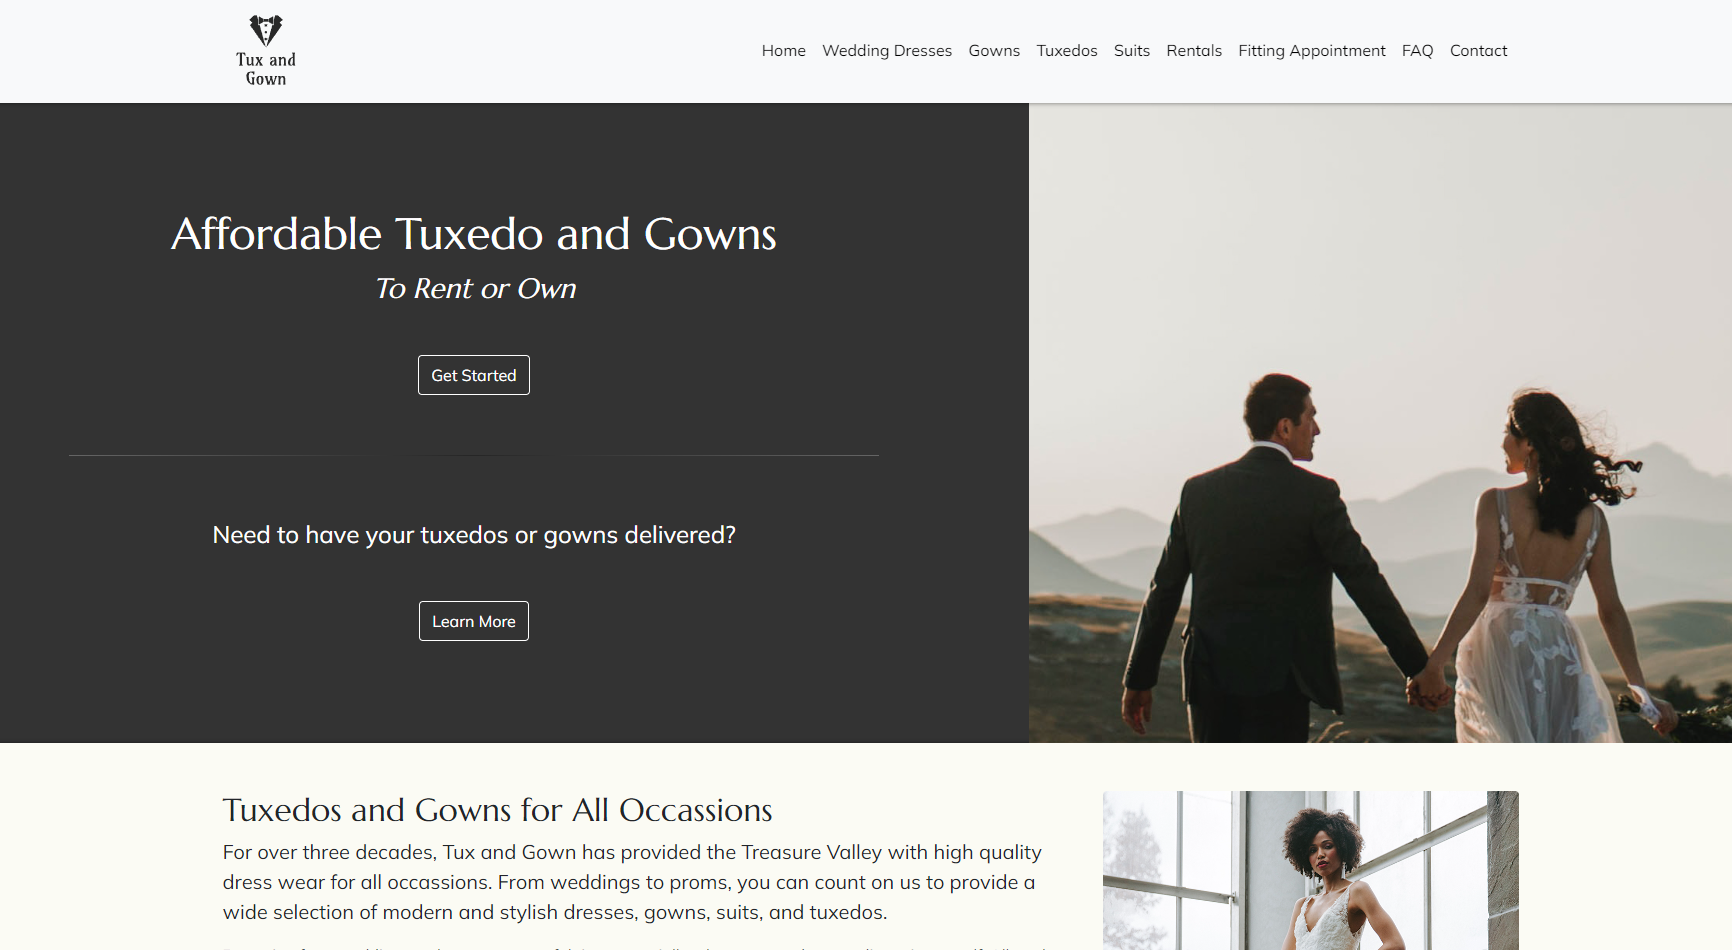 Tux and
Gown
Home Wedding Dresses Gowns Tuxedos Suits Rentals Fitting Appointment FAQ Contact
Affordable Tuxedo and Gowns
To Rent or Own
Get Started
Need to have your tuxedos or gowns delivered?
Learn More
Tuxedos and Gowns for All Occassions
For over three decades, Tux and Gown has provided the Treasure Valley with high quality
dress wear for all occassions. From weddings to proms, you can count on us to provide a
wide selection of modern and stylish dresses, gowns, suits, and tuxedos.